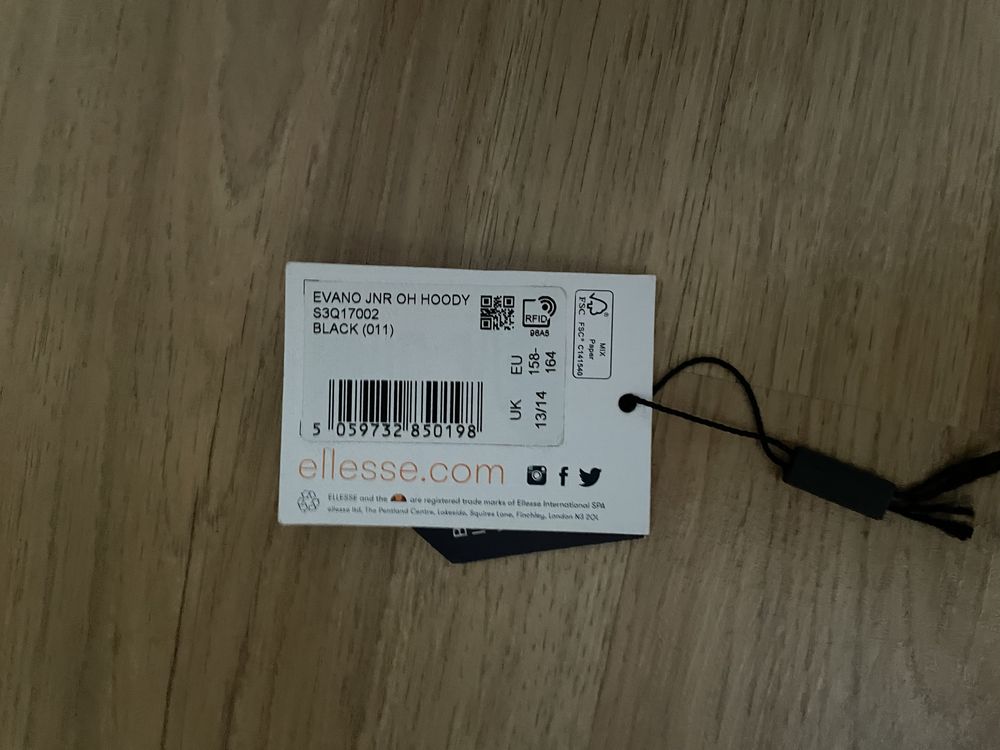 EVANO JNR OH HOODY
S3Q17002
BLACK (011)
RFID
98A5
EU 158-164
UK 13/14
5 059732 850198
FSC®
MIX
Paper
FSC® C141540
ellesse.com
ELLESSE and the are registered trade marks of Ellesse International SPA
ellesse ltd, The Pentland Centre, Lakeside, Squires Lane, Finchley, London N3 2QL